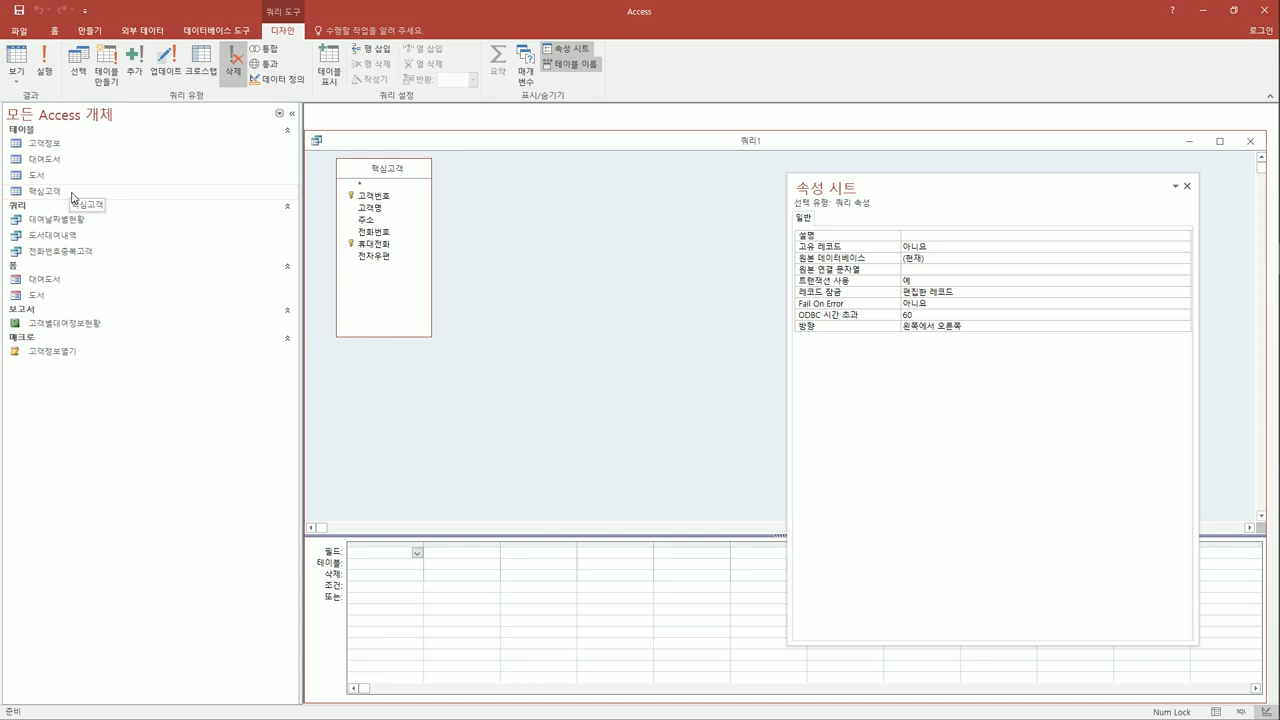 쿼리 도구
Access
?
파일 홈 만들기 외부 데이터 데이터베이스 도구 디자인 수행할 작업을 알려 주세요. 로그인
보기 실행 선택 테이블 만들기 추가 업데이트 크로스탭 삭제 통합 통과 데이터 정의 테이블 표시 행 삽입 행 삭제 작성기 열 삽입 열 삭제 반환: 요약 매개 변수 속성 시트 테이블 이름
결과 쿼리 유형 쿼리 설정 표시/숨기기
모든 Access 개체
테이블
고객정보
대여도서
도서
핵심고객
핵심고객
쿼리
대여날짜별현황
도서대여내역
전화번호중복고객
폼
대여도서
도서
보고서
고객별대여정보현황
매크로
고객정보열기
쿼리1
핵심고객
*
고객번호
고객명
주소
전화번호
휴대전화
전자우편
속성 시트
선택 유형: 쿼리 속성
일반
설명
고유 레코드 아니요
원본 데이터베이스 (현재)
원본 연결 문자열
트랜잭션 사용 예
레코드 잠금 편집한 레코드
Fail On Error 아니요
ODBC 시간 초과 60
방향 왼쪽에서 오른쪽
필드:
테이블:
삭제:
조건:
또는:
준비 Num Lock SQL